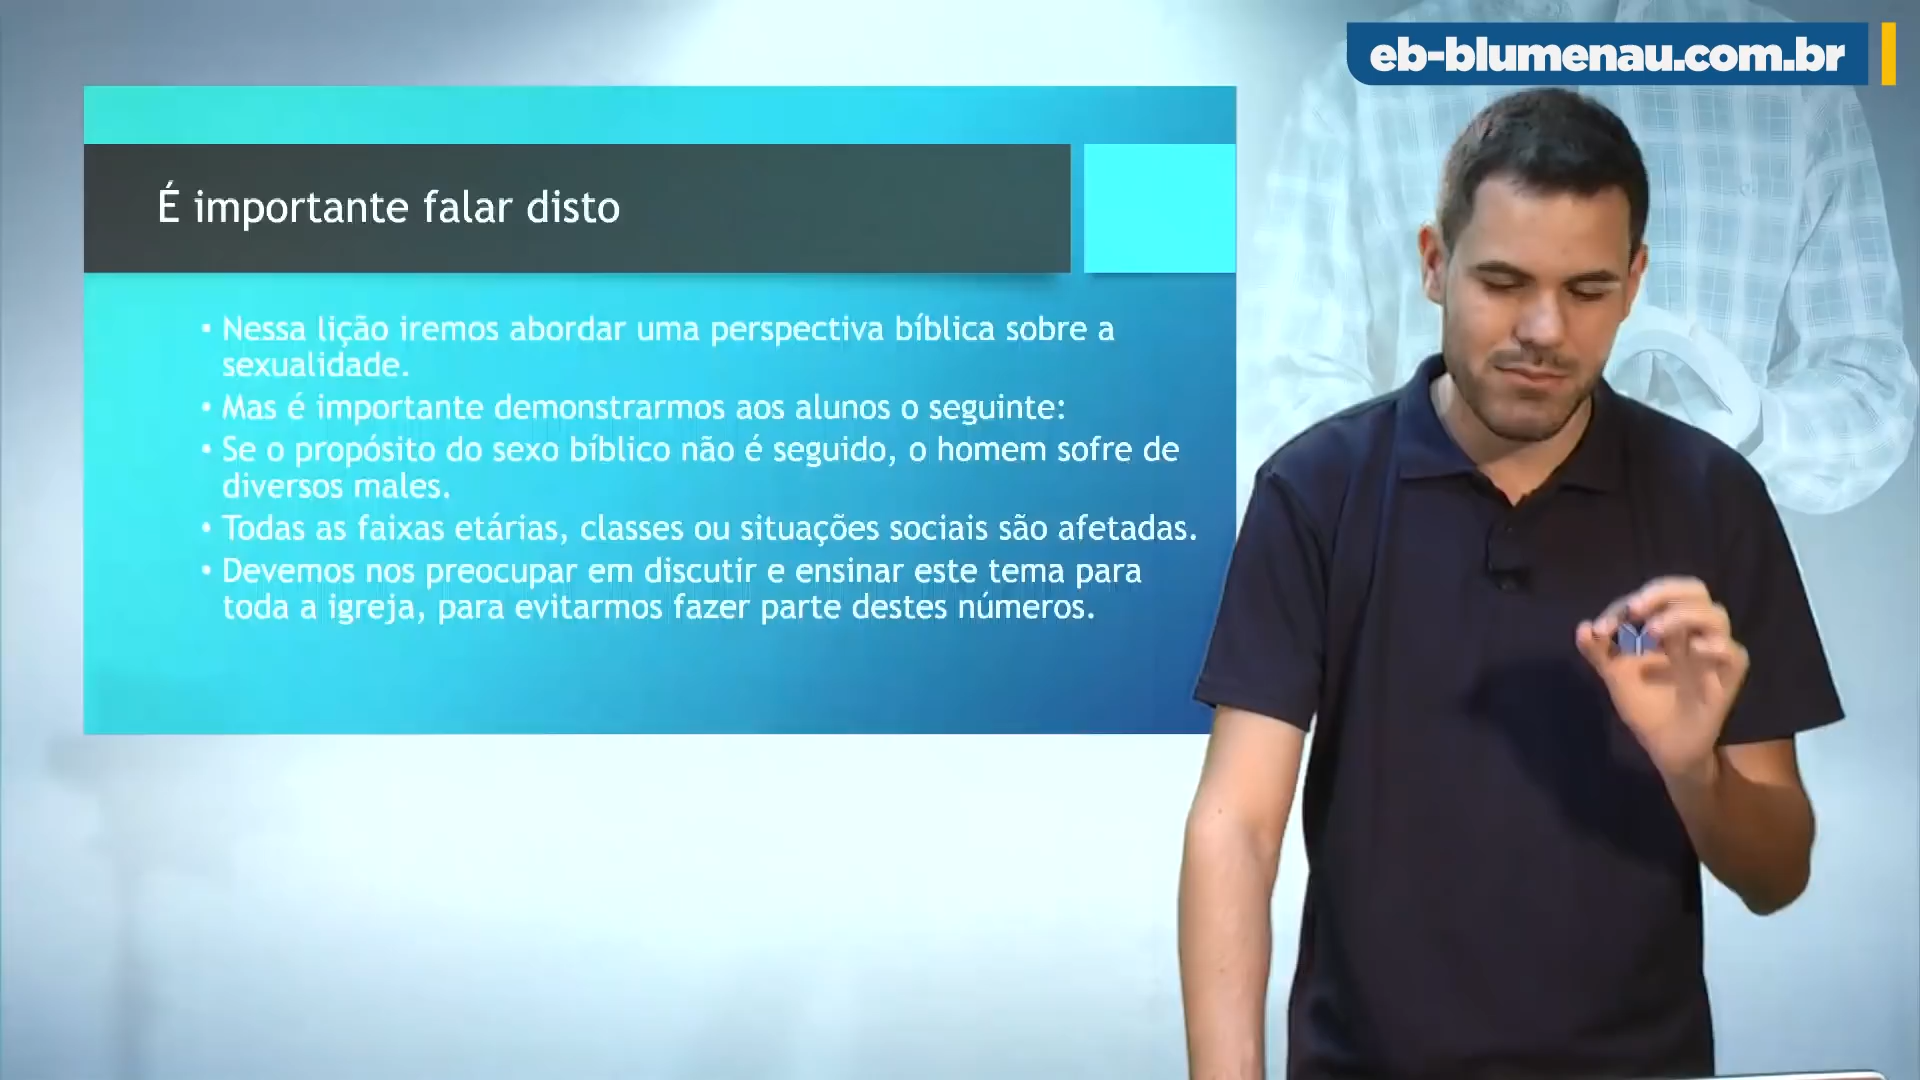 eb-blumenau.com.br
É importante falar disto
• Nessa lição iremos abordar uma perspectiva bíblica sobre a
sexualidade.
• Mas é importante demonstrarmos aos alunos o seguinte:
• Se o propósito do sexo bíblico não é seguido, o homem sofre de
diversos males.
• Todas as faixas etárias, classes ou situações sociais são afetadas.
• Devemos nos preocupar em discutir e ensinar este tema para
toda a igreja, para evitarmos fazer parte destes números.